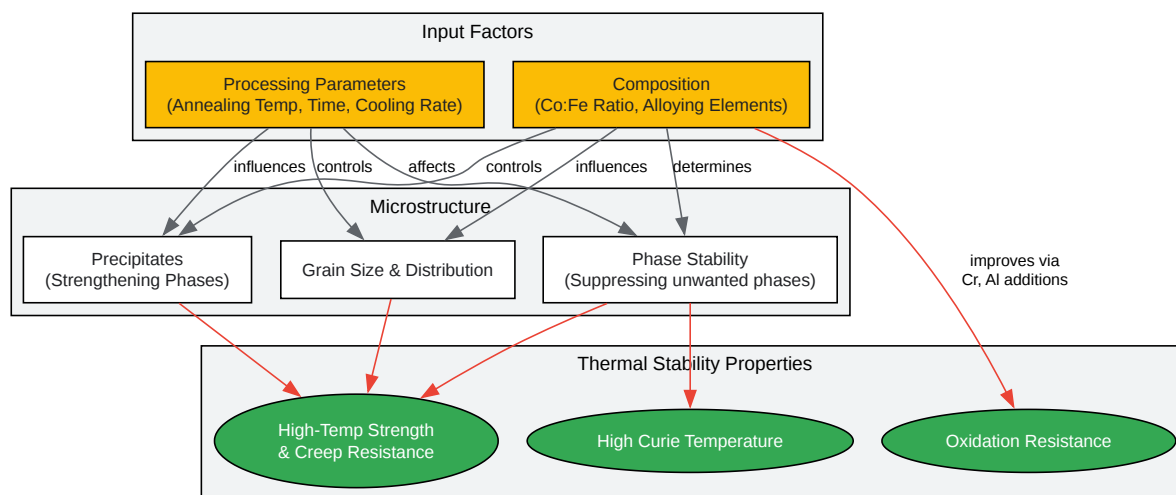 Input Factors
Processing Parameters
(Annealing Temp, Time, Cooling Rate)
Composition
(Co:Fe Ratio, Alloying Elements)
influences
controls
affects
controls
influences
determines
Microstructure
Precipitates
(Strengthening Phases)
Grain Size & Distribution
Phase Stability
(Suppressing unwanted phases)
improves via
Cr, Al additions
Thermal Stability Properties
High-Temp Strength
& Creep Resistance
High Curie Temperature
Oxidation Resistance